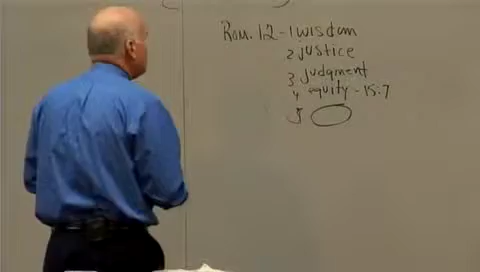 Rom. 12 - 1 wisdom
2 justice
3 judgment
4 equity - 15:7
5